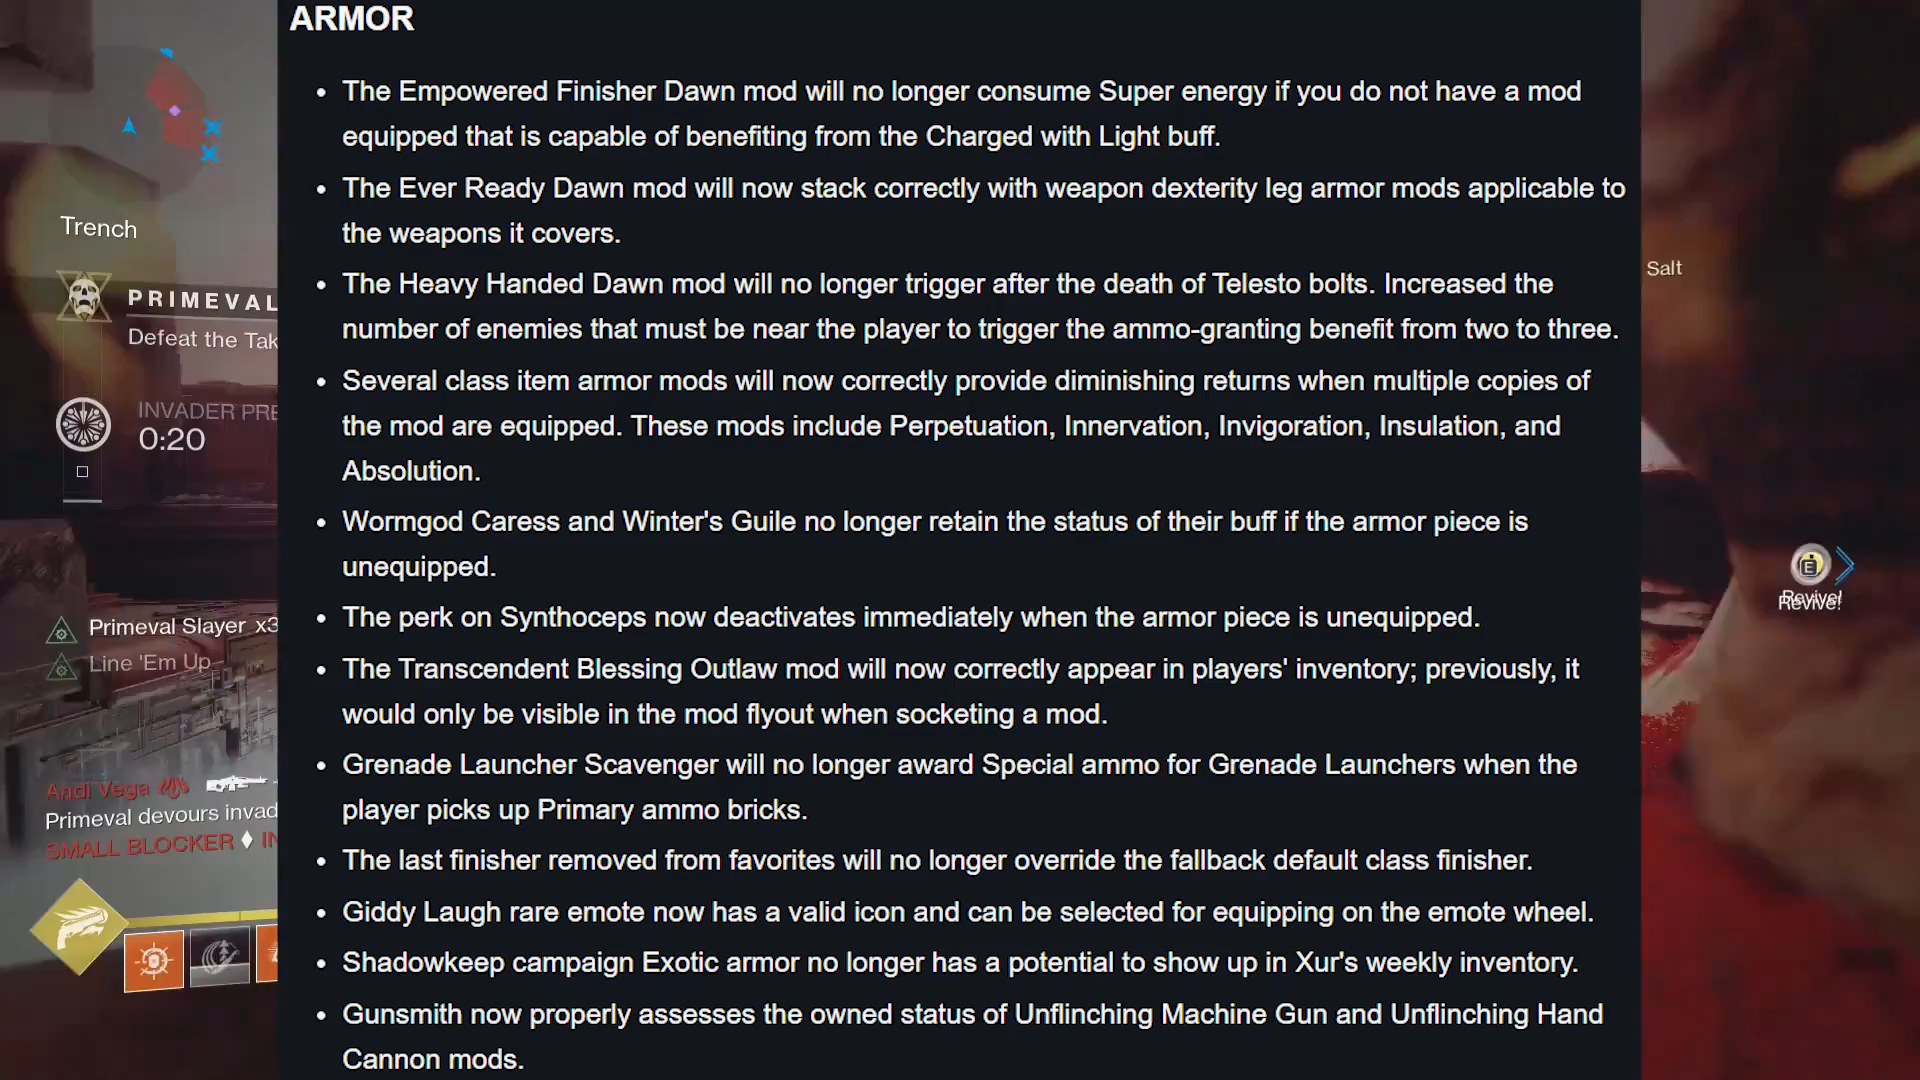 ARMOR
• The Empowered Finisher Dawn mod will no longer consume Super energy if you do not have a mod
equipped that is capable of benefiting from the Charged with Light buff.
• The Ever Ready Dawn mod will now stack correctly with weapon dexterity leg armor mods applicable to
the weapons it covers.
• The Heavy Handed Dawn mod will no longer trigger after the death of Telesto bolts. Increased the
number of enemies that must be near the player to trigger the ammo-granting benefit from two to three.
• Several class item armor mods will now correctly provide diminishing returns when multiple copies of
the mod are equipped. These mods include Perpetuation, Innervation, Invigoration, Insulation, and
Absolution.
• Wormgod Caress and Winter's Guile no longer retain the status of their buff if the armor piece is
unequipped.
• The perk on Synthoceps now deactivates immediately when the armor piece is unequipped.
• The Transcendent Blessing Outlaw mod will now correctly appear in players' inventory; previously, it
would only be visible in the mod flyout when socketing a mod.
• Grenade Launcher Scavenger will no longer award Special ammo for Grenade Launchers when the
player picks up Primary ammo bricks.
• The last finisher removed from favorites will no longer override the fallback default class finisher.
• Giddy Laugh rare emote now has a valid icon and can be selected for equipping on the emote wheel.
• Shadowkeep campaign Exotic armor no longer has a potential to show up in Xur's weekly inventory.
• Gunsmith now properly assesses the owned status of Unflinching Machine Gun and Unflinching Hand
Cannon mods.
Trench
PRIMEVAL
Defeat the Tak
INVADER PRE
0:20
Primeval Slayer x3
Line 'Em Up
Andi Vega
Primeval devours invad
SMALL BLOCKER ♦ IN
Salt
E
Revive!
Revive!